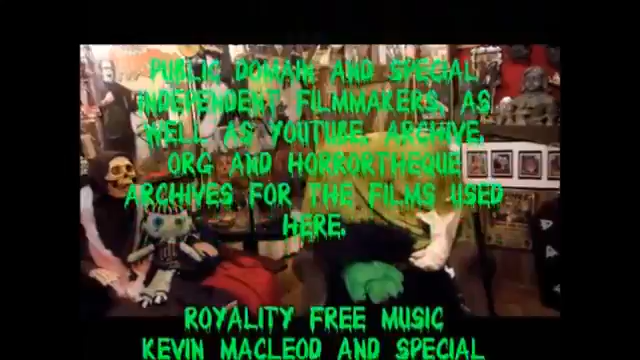 PUBLIC DOMAIN AND SPECIAL
INDEPENDENT FILMMAKERS, AS
WELL AS YOUTUBE, ARCHIVE.
ORG AND HORRORTHEQUE
ARCHIVES FOR THE FILMS USED
HERE.
ROYALITY FREE MUSIC
KEVIN MACLEOD AND SPECIAL